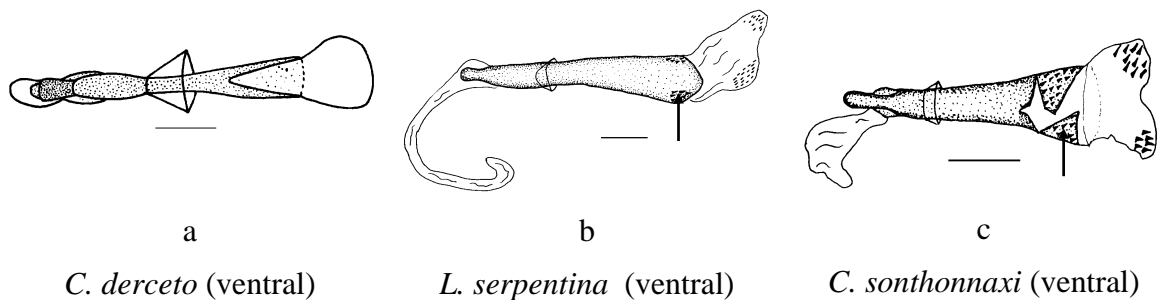 a
b
c
C. derceto (ventral)
L. serpentina (ventral)
C. sonthonnaxi (ventral)